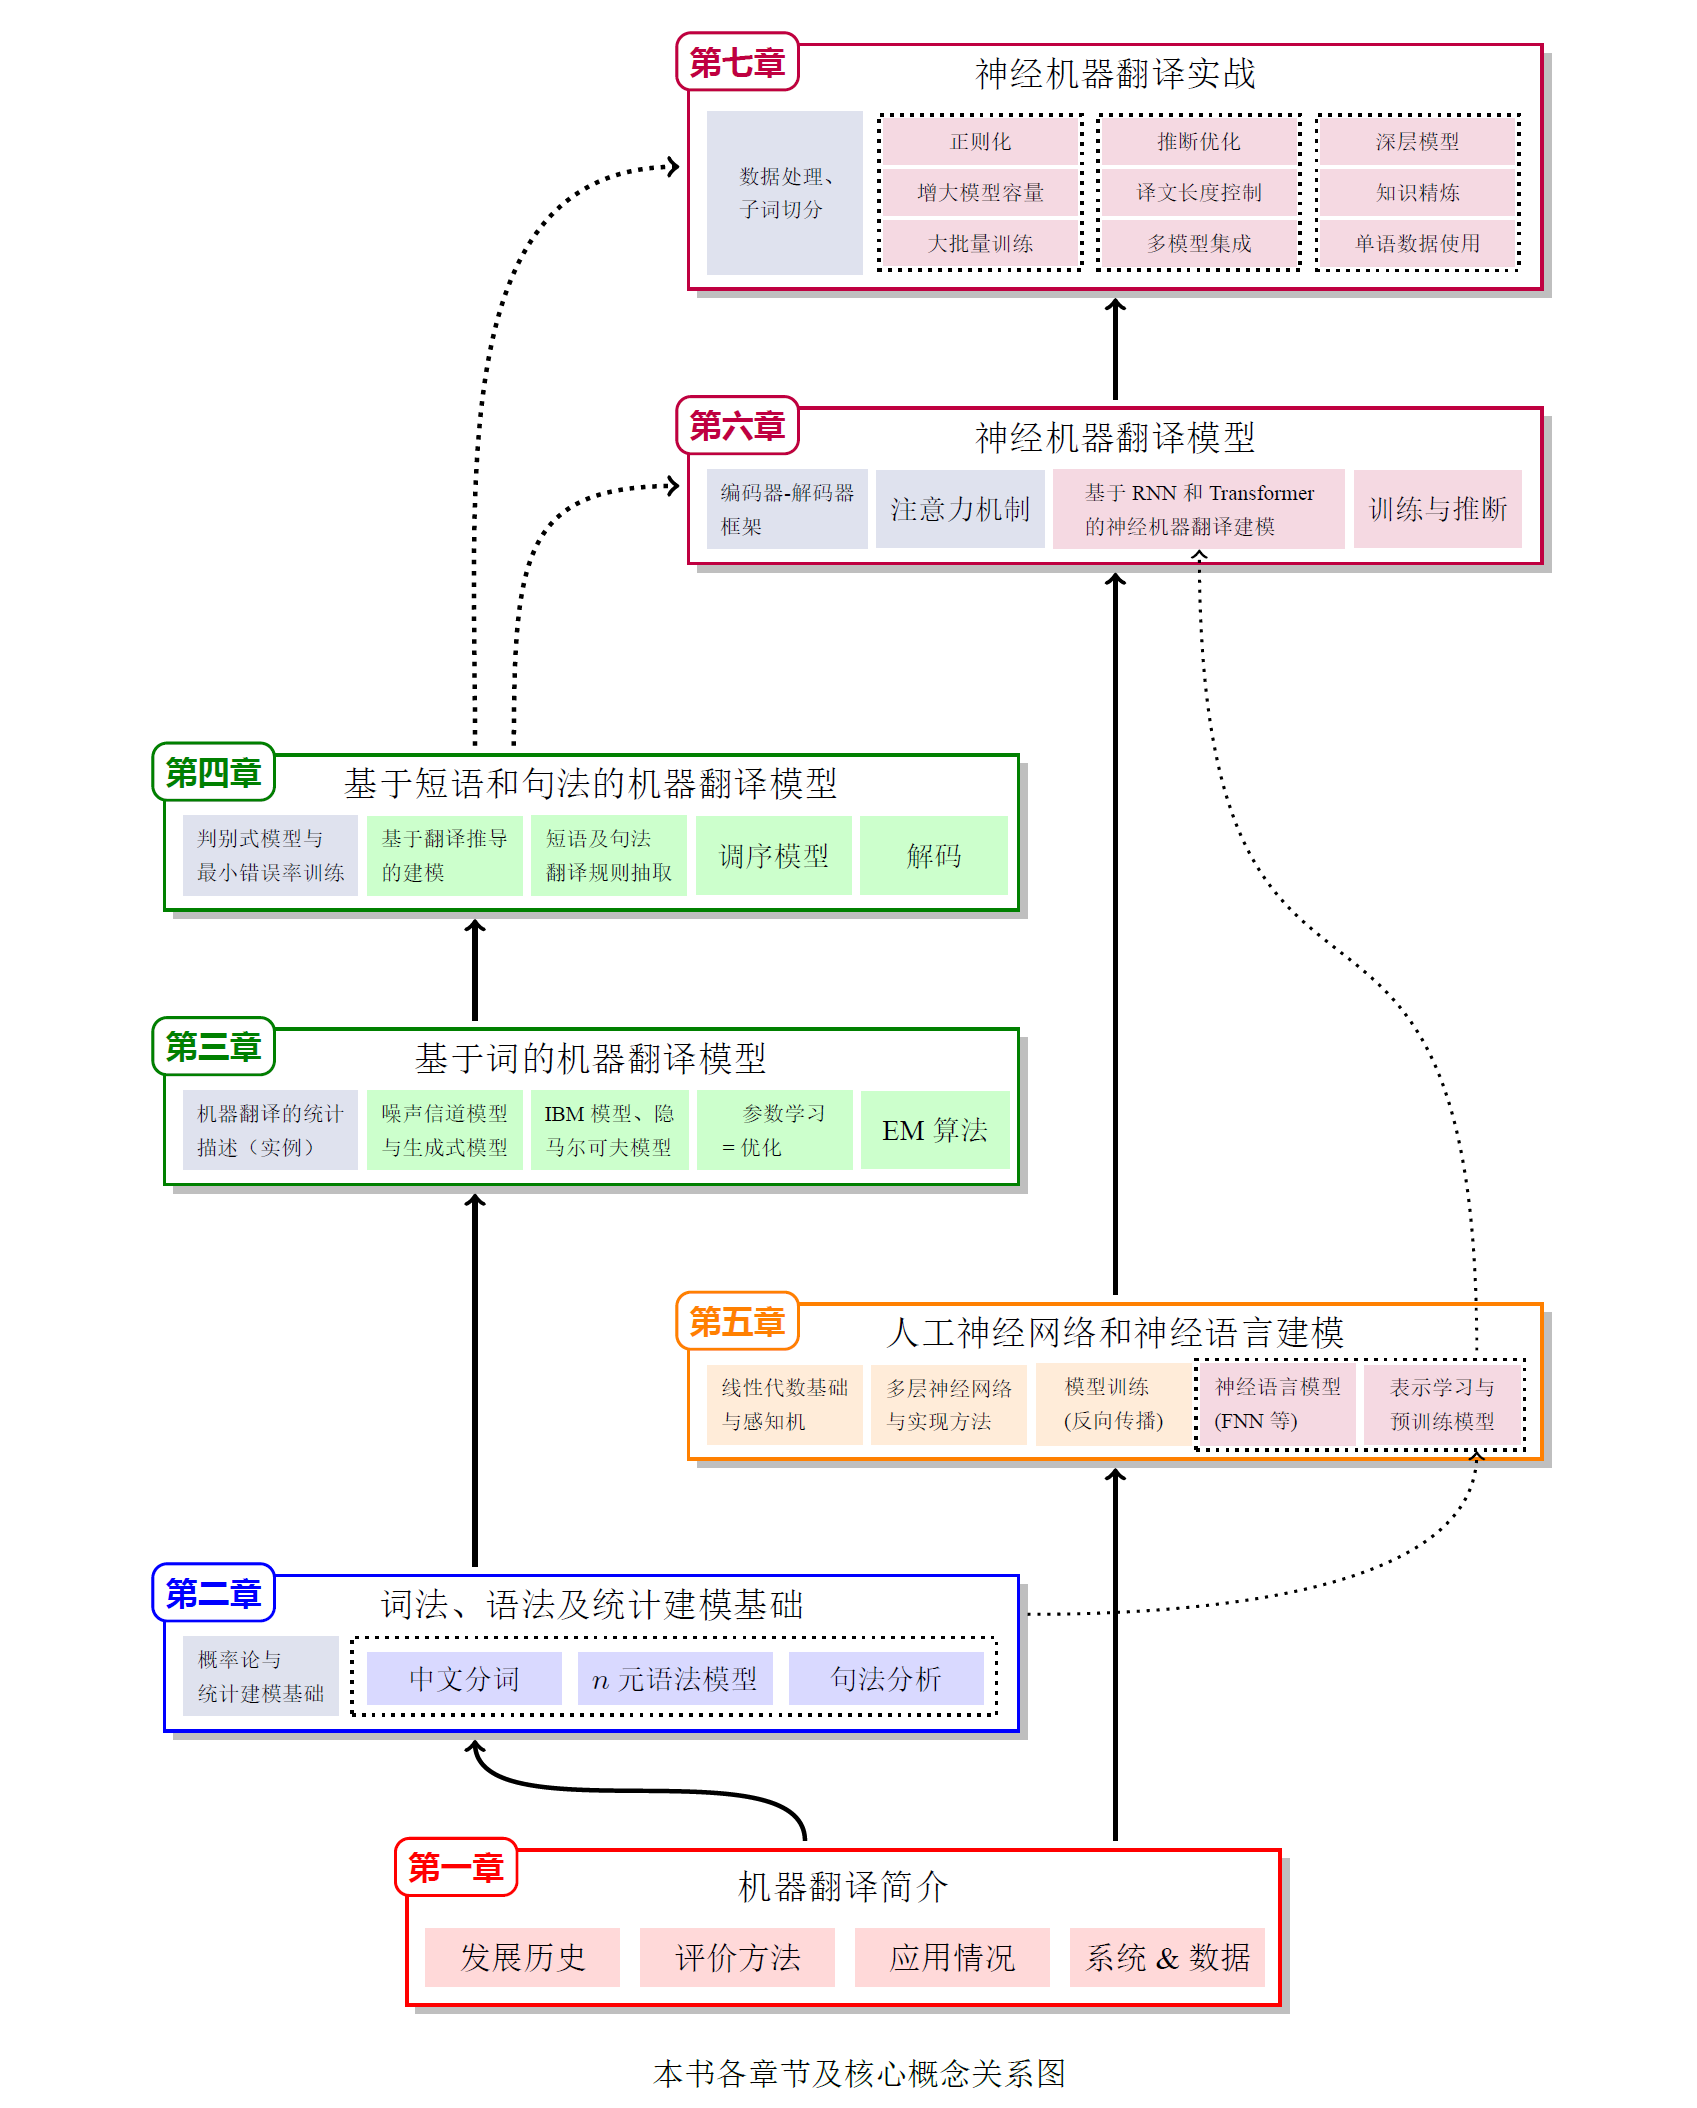 第七章
神经机器翻译实战
数据处理、
子词切分
正则化
增大模型容量
大批量训练
推断优化
译文长度控制
多模型集成
深层模型
知识精炼
单语数据使用
第六章
神经机器翻译模型
编码器-解码器
框架
注意力机制
基于 RNN 和 Transformer
的神经机器翻译建模
训练与推断
第四章
基于短语和句法的机器翻译模型
判别式模型与
最小错误率训练
基于翻译推导
的建模
短语及句法
翻译规则抽取
调序模型
解码
第三章
基于词的机器翻译模型
机器翻译的统计
描述（实例）
噪声信道模型
与生成式模型
IBM 模型、隐
马尔可夫模型
参数学习
= 优化
EM 算法
第五章
人工神经网络和神经语言建模
线性代数基础
与感知机
多层神经网络
与实现方法
模型训练
(反向传播)
神经语言模型
(FNN 等)
表示学习与
预训练模型
第二章
词法、语法及统计建模基础
概率论与
统计建模基础
中文分词
n 元语法模型
句法分析
第一章
机器翻译简介
发展历史
评价方法
应用情况
系统 & 数据
本书各章节及核心概念关系图